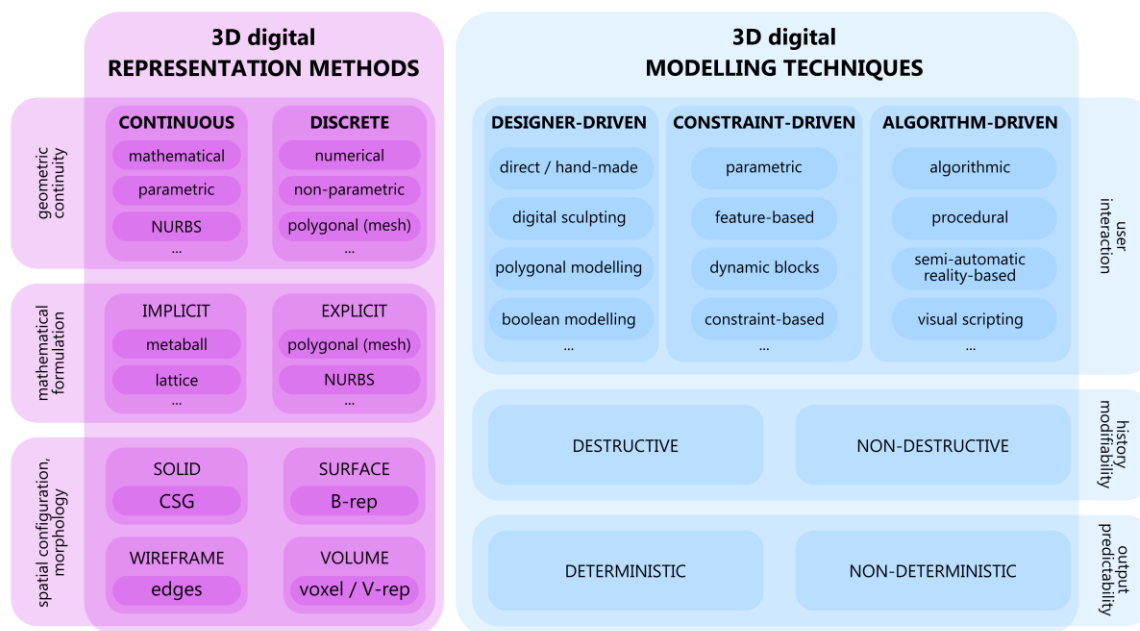 3D digital
REPRESENTATION METHODS
geometric
continuity
CONTINUOUS
mathematical
parametric
NURBS
...
DISCRETE
numerical
non-parametric
polygonal (mesh)
...
mathematical
formulation
IMPLICIT
metaball
lattice
...
EXPLICIT
polygonal (mesh)
NURBS
...
spatial configuration,
morphology
SOLID
CSG
SURFACE
B-rep
WIREFRAME
edges
VOLUME
voxel / V-rep
3D digital
MODELLING TECHNIQUES
DESIGNER-DRIVEN
direct / hand-made
digital sculpting
polygonal modelling
boolean modelling
...
CONSTRAINT-DRIVEN
parametric
feature-based
dynamic blocks
constraint-based
...
ALGORITHM-DRIVEN
algorithmic
procedural
semi-automatic
reality-based
visual scripting
...
user
interaction
DESTRUCTIVE
NON-DESTRUCTIVE
history
modifiability
DETERMINISTIC
NON-DETERMINISTIC
output
predictability